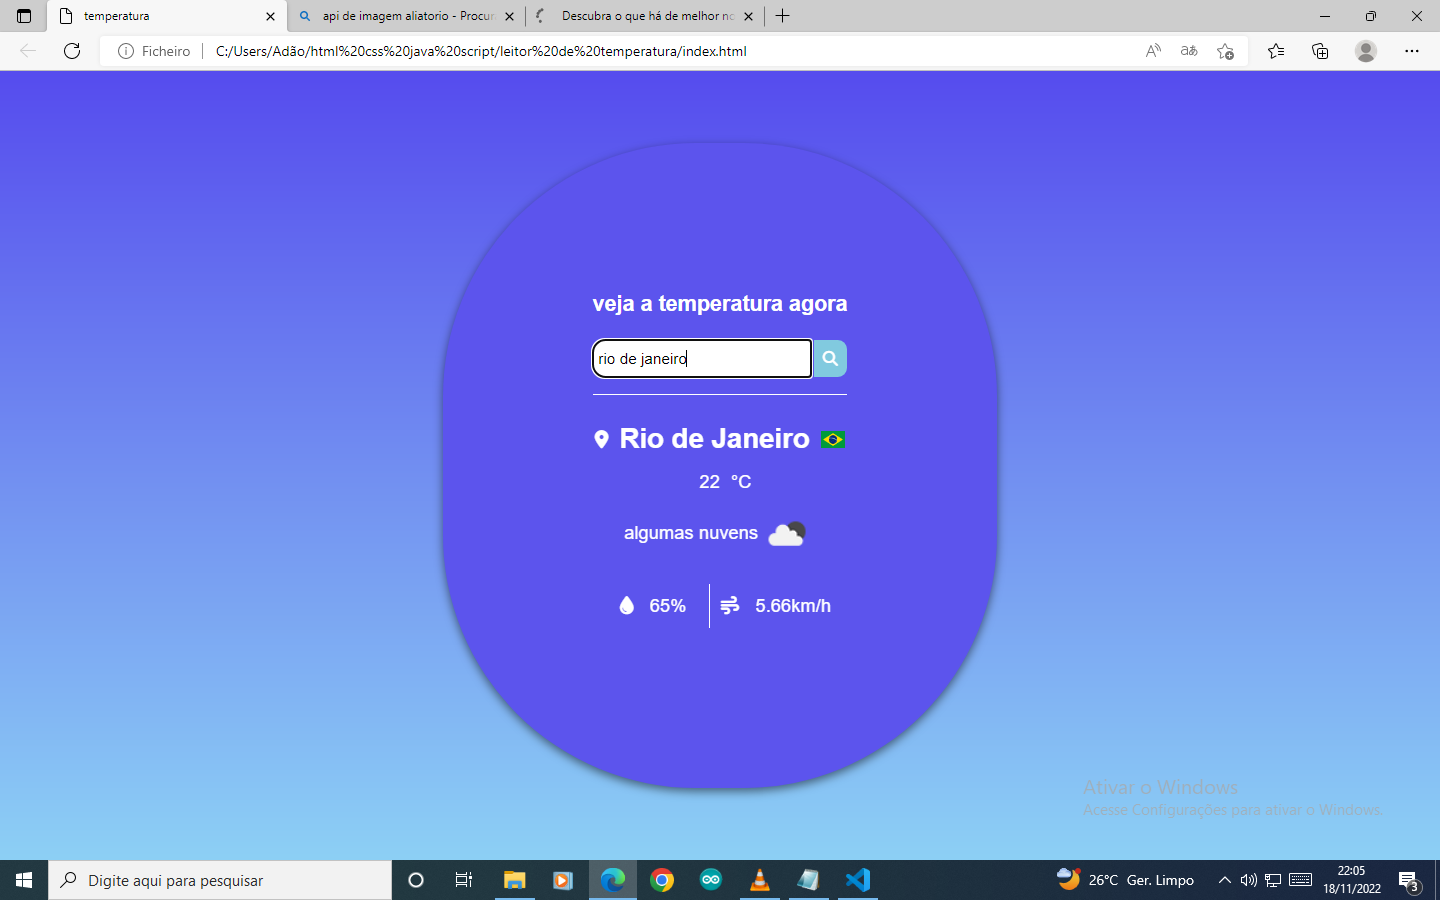 temperatura
api de imagem aliatorio - Procur
Descubra o que há de melhor no
Ficheiro
C:/Users/Adão/html%20css%20java%20script/leitor%20de%20temperatura/index.html
veja a temperatura agora
rio de janeiro
Rio de Janeiro
22 °C
algumas nuvens
65%
5.66km/h
Ativar o Windows
Acesse Configurações para ativar o Windows.
Digite aqui para pesquisar
26°C Ger. Limpo
22:05
18/11/2022
3